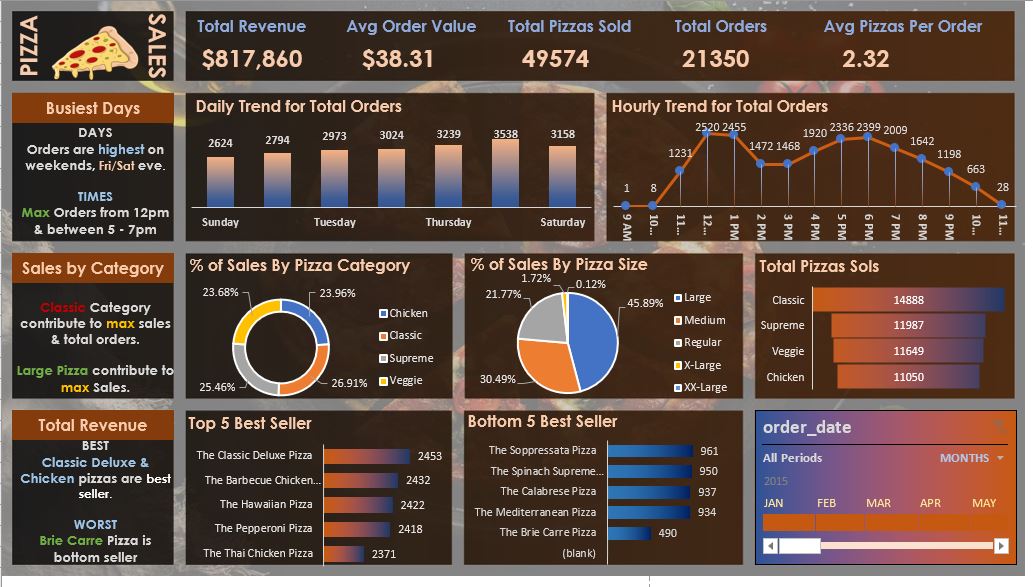 PIZZA
SALES
Total Revenue
$817,860
Avg Order Value
$38.31
Total Pizzas Sold
49574
Total Orders
21350
Avg Pizzas Per Order
2.32
Busiest Days
DAYS
Orders are highest on
weekends, Fri/Sat eve.
TIMES
Max Orders from 12pm
& between 5 - 7pm
Daily Trend for Total Orders
2624 2794 2973 3024 3239 3538 3158
Sunday Tuesday Thursday Saturday
Hourly Trend for Total Orders
1 8 1231 2520 2455 1472 1468 1920 2336 2399 2009 1642 1198 663 28
9 AM 10... 11... 12... 1 PM 2 PM 3 PM 4 PM 5 PM 6 PM 7 PM 8 PM 9 PM 10... 11...
Sales by Category
Classic Category
contribute to max sales
& total orders.
Large Pizza contribute to
max Sales.
% of Sales By Pizza Category
23.68% 23.96%
25.46% 26.91%
Chicken
Classic
Supreme
Veggie
% of Sales By Pizza Size
1.72% 0.12%
21.77% 45.89%
30.49%
Large
Medium
Regular
X-Large
XX-Large
Total Pizzas Sols
Classic 14888
Supreme 11987
Veggie 11649
Chicken 11050
Total Revenue
BEST
Classic Deluxe &
Chicken pizzas are best
seller.
WORST
Brie Carre Pizza is
bottom seller
Top 5 Best Seller
The Classic Deluxe Pizza 2453
The Barbecue Chicken... 2432
The Hawaiian Pizza 2422
The Pepperoni Pizza 2418
The Thai Chicken Pizza 2371
Bottom 5 Best Seller
The Soppressata Pizza 961
The Spinach Supreme... 950
The Calabrese Pizza 937
The Mediterranean Pizza 934
The Brie Carre Pizza 490
(blank)
order_date
All Periods MONTHS
2015
JAN FEB MAR APR MAY